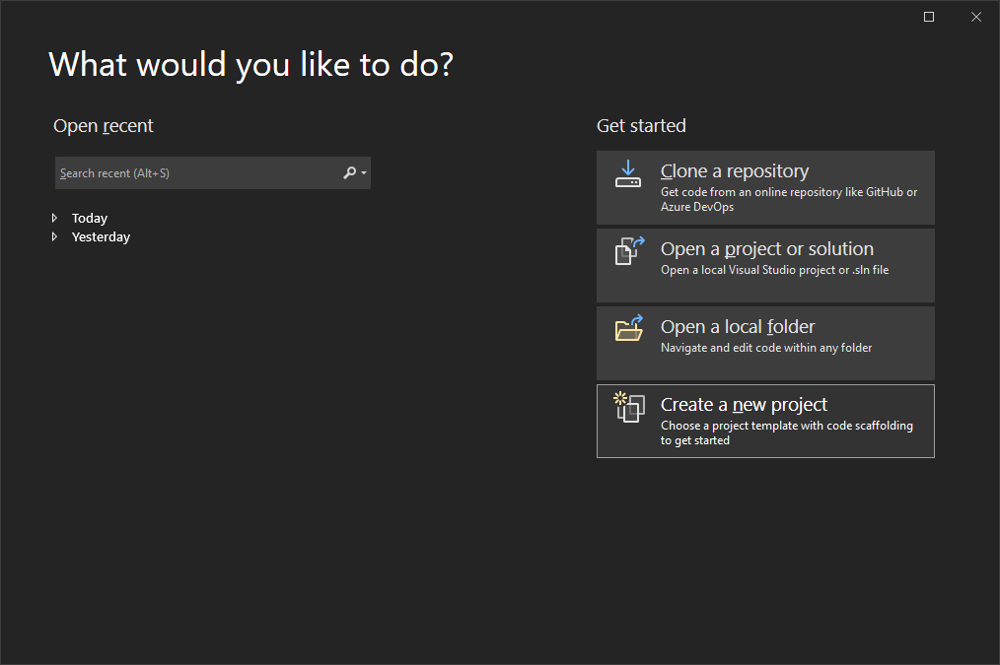 What would you like to do?
Open recent
Search recent (Alt+S)
Today
Yesterday
Get started
Clone a repository
Get code from an online repository like GitHub or
Azure DevOps
Open a project or solution
Open a local Visual Studio project or .sln file
Open a local folder
Navigate and edit code within any folder
Create a new project
Choose a project template with code scaffolding
to get started